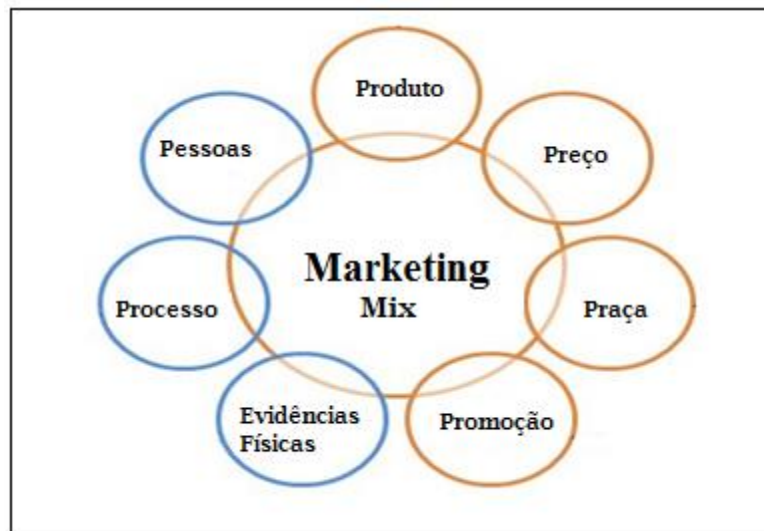 Produto
Pessoas
Preço
Marketing
Mix
Processo
Praça
Evidências
Físicas
Promoção